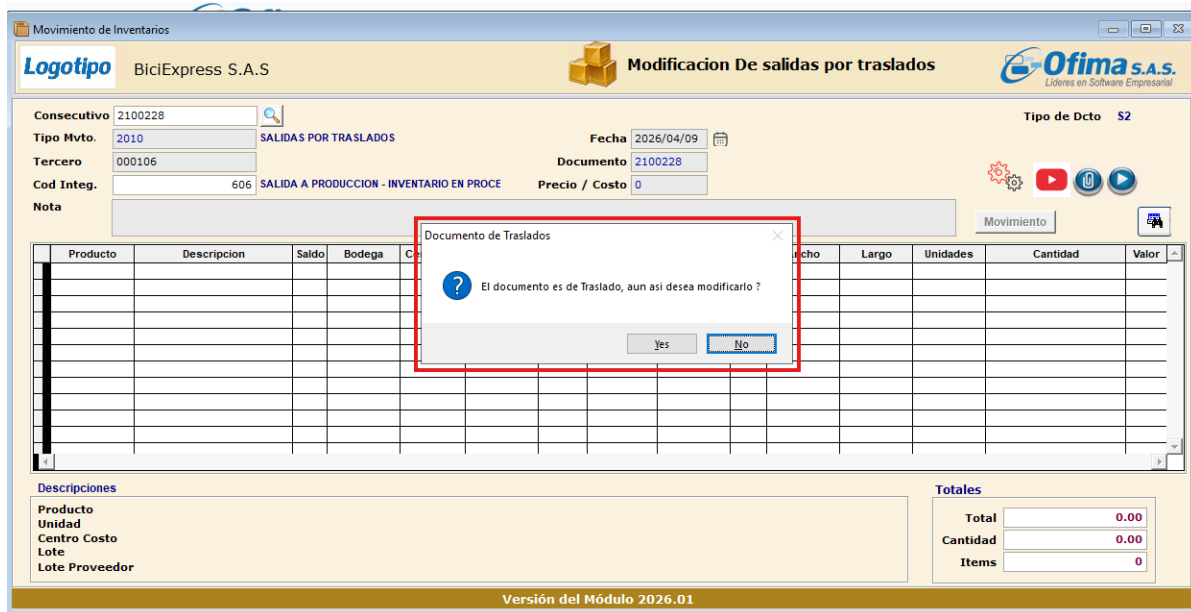 Movimiento de Inventarios
Logotipo BiciExpress S.A.S Modificacion De salidas por traslados Ofima S.A.S.
Líderes en Software Empresarial
Consecutivo 2100228 Tipo de Dcto S2
Tipo Mvto. 2010 SALIDAS POR TRASLADOS Fecha 2026/04/09
Tercero 000106 Documento 2100228
Cod Integ. 606 SALIDA A PRODUCCION - INVENTARIO EN PROCE Precio / Costo 0
Nota Movimiento
Documento de Traslados
Producto Descripcion Saldo Bodega Largo Unidades Cantidad Valor
El documento es de Traslado, aun asi desea modificarlo ?
Yes No
Descripciones Totales
Producto
Unidad
Centro Costo
Lote
Lote Proveedor
Total 0.00
Cantidad 0.00
Items 0
Versión del Módulo 2026.01